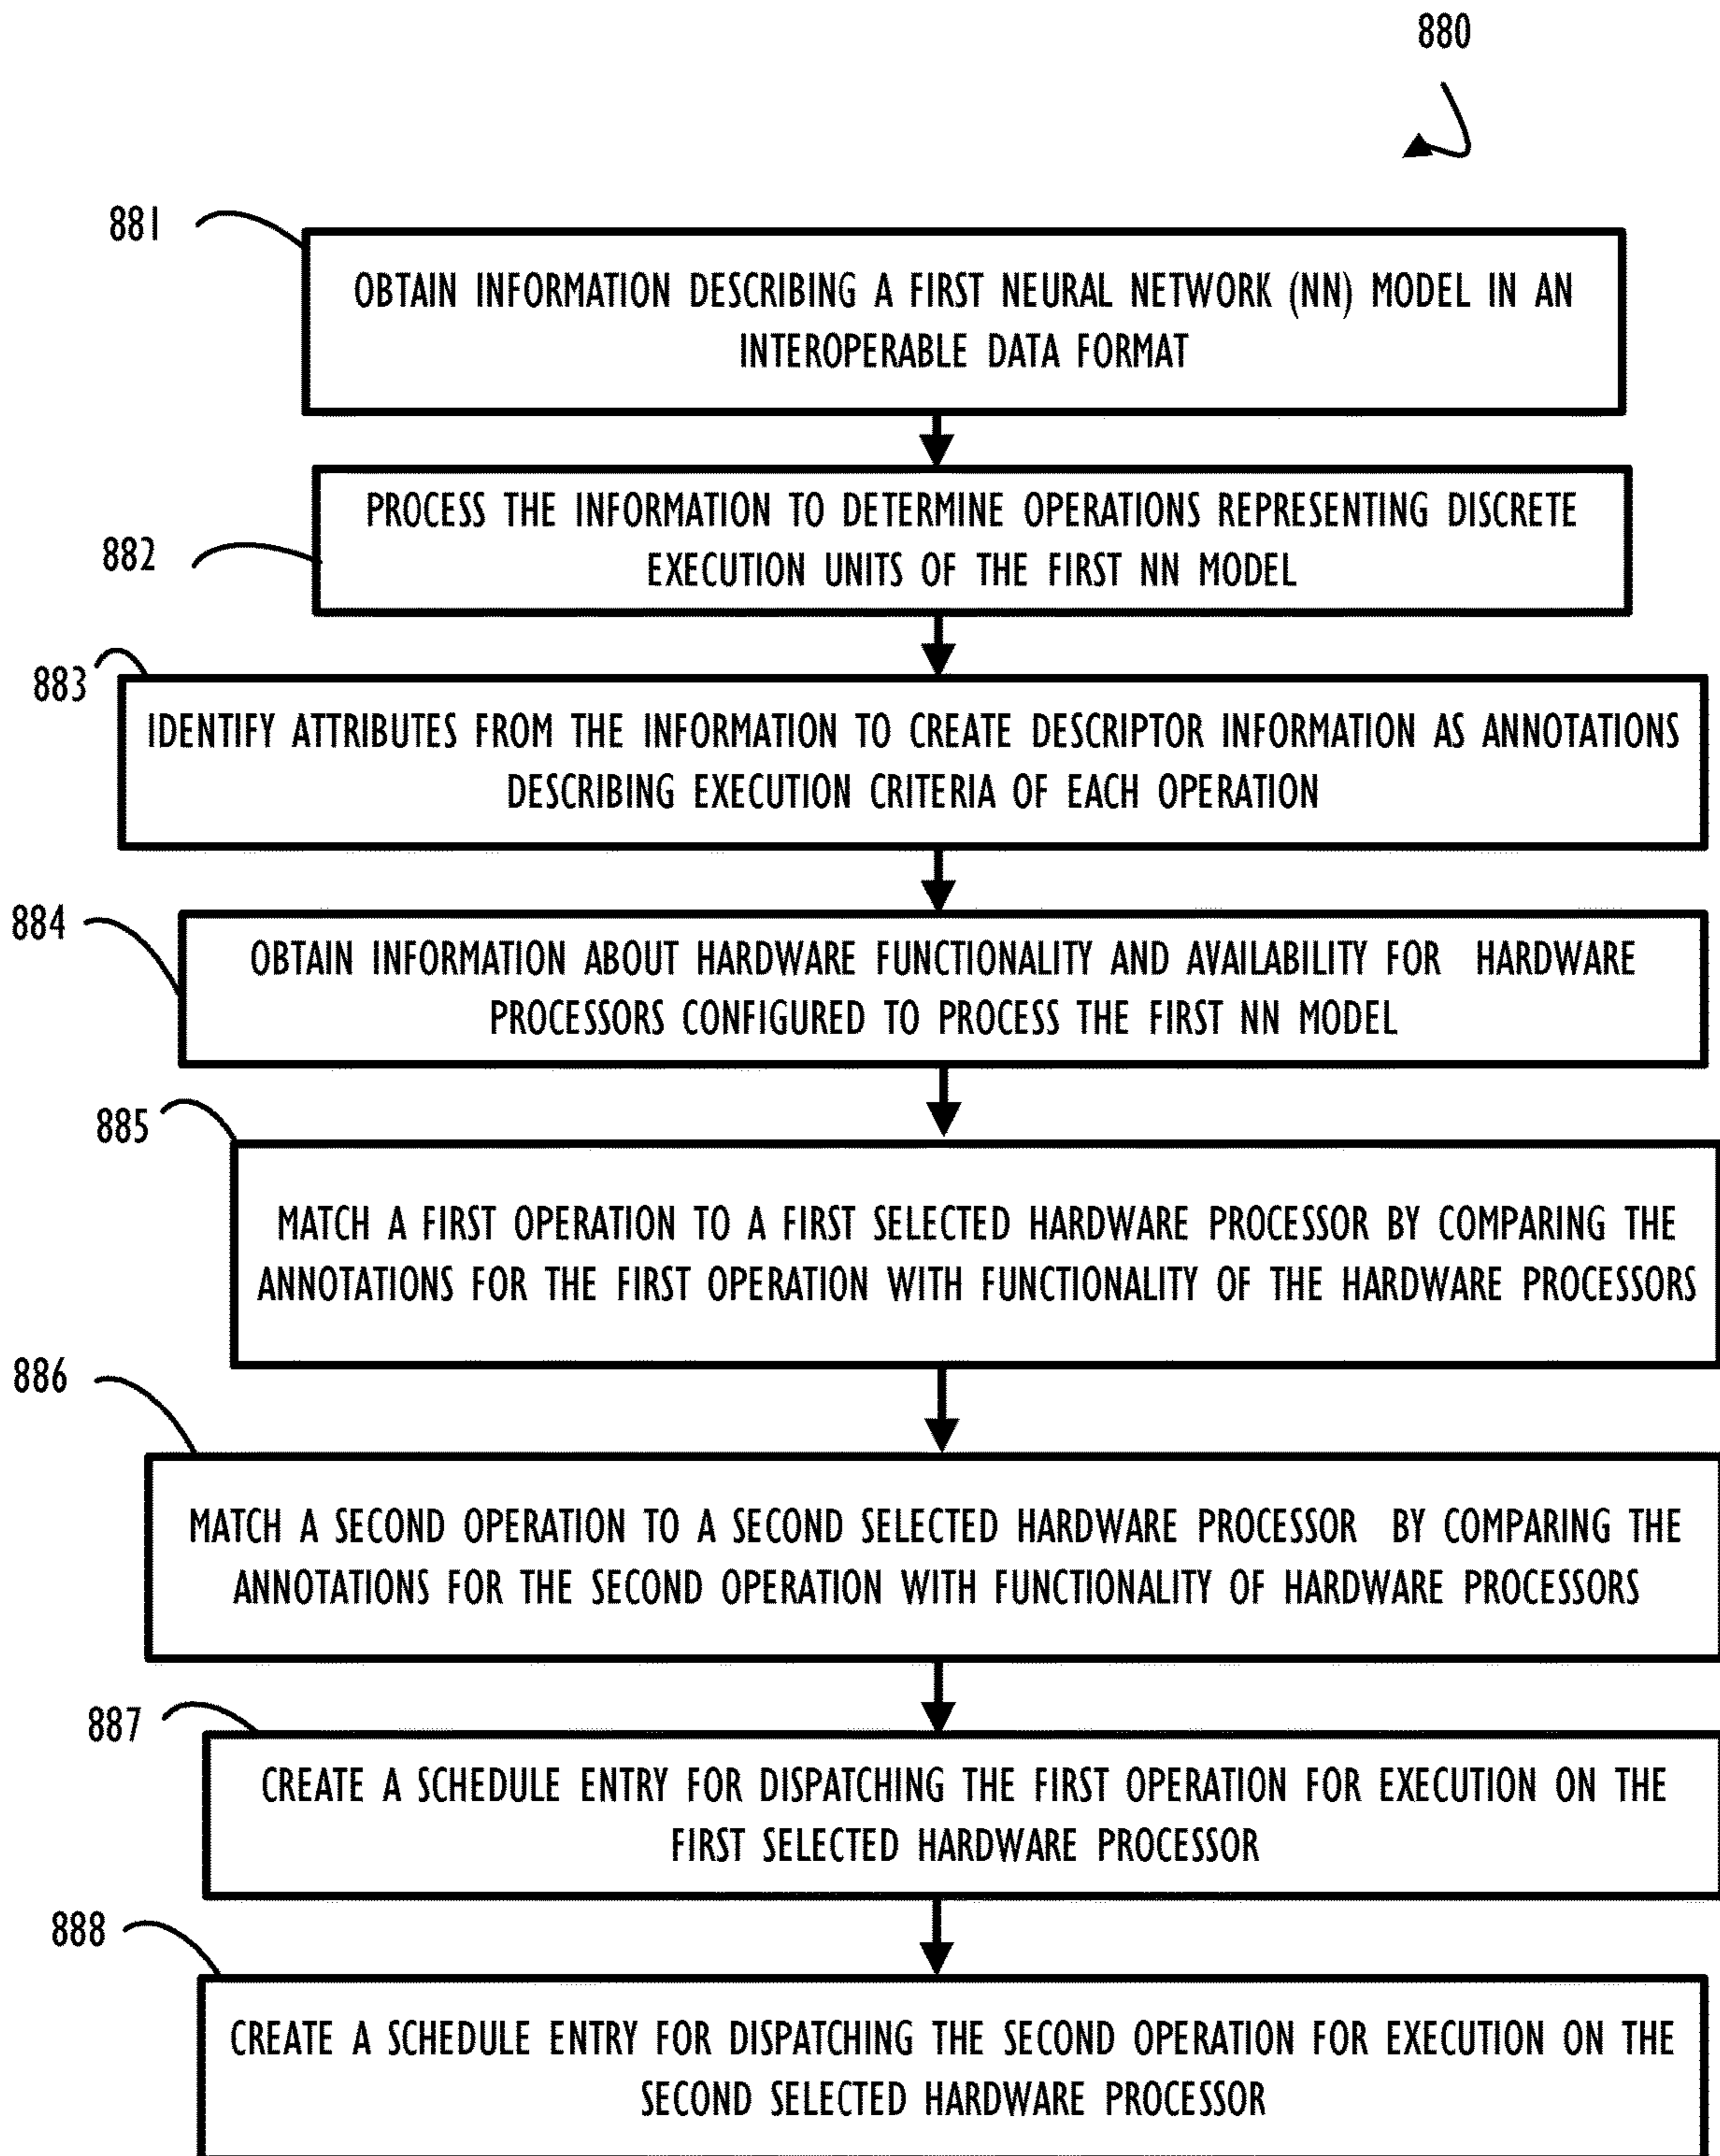 880
881
OBTAIN INFORMATION DESCRIBING A FIRST NEURAL NETWORK (NN) MODEL IN AN
INTEROPERABLE DATA FORMAT
882
PROCESS THE INFORMATION TO DETERMINE OPERATIONS REPRESENTING DISCRETE
EXECUTION UNITS OF THE FIRST NN MODEL
883
IDENTIFY ATTRIBUTES FROM THE INFORMATION TO CREATE DESCRIPTOR INFORMATION AS ANNOTATIONS
DESCRIBING EXECUTION CRITERIA OF EACH OPERATION
884
OBTAIN INFORMATION ABOUT HARDWARE FUNCTIONALITY AND AVAILABILITY FOR HARDWARE
PROCESSORS CONFIGURED TO PROCESS THE FIRST NN MODEL
885
MATCH A FIRST OPERATION TO A FIRST SELECTED HARDWARE PROCESSOR BY COMPARING THE
ANNOTATIONS FOR THE FIRST OPERATION WITH FUNCTIONALITY OF THE HARDWARE PROCESSORS
886
MATCH A SECOND OPERATION TO A SECOND SELECTED HARDWARE PROCESSOR BY COMPARING THE
ANNOTATIONS FOR THE SECOND OPERATION WITH FUNCTIONALITY OF HARDWARE PROCESSORS
887
CREATE A SCHEDULE ENTRY FOR DISPATCHING THE FIRST OPERATION FOR EXECUTION ON THE
FIRST SELECTED HARDWARE PROCESSOR
888
CREATE A SCHEDULE ENTRY FOR DISPATCHING THE SECOND OPERATION FOR EXECUTION ON THE
SECOND SELECTED HARDWARE PROCESSOR